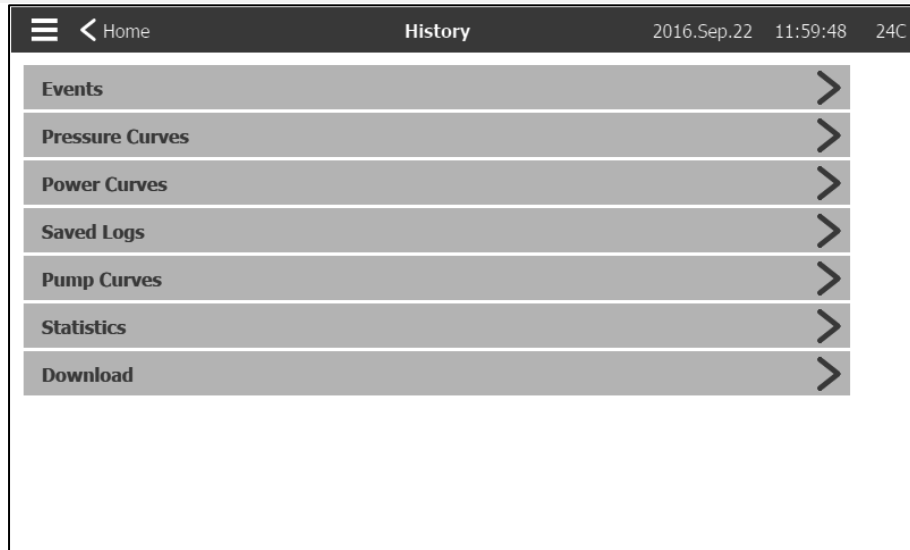 Home History 2016.Sep.22 11:59:48 24C
Events
Pressure Curves
Power Curves
Saved Logs
Pump Curves
Statistics
Download